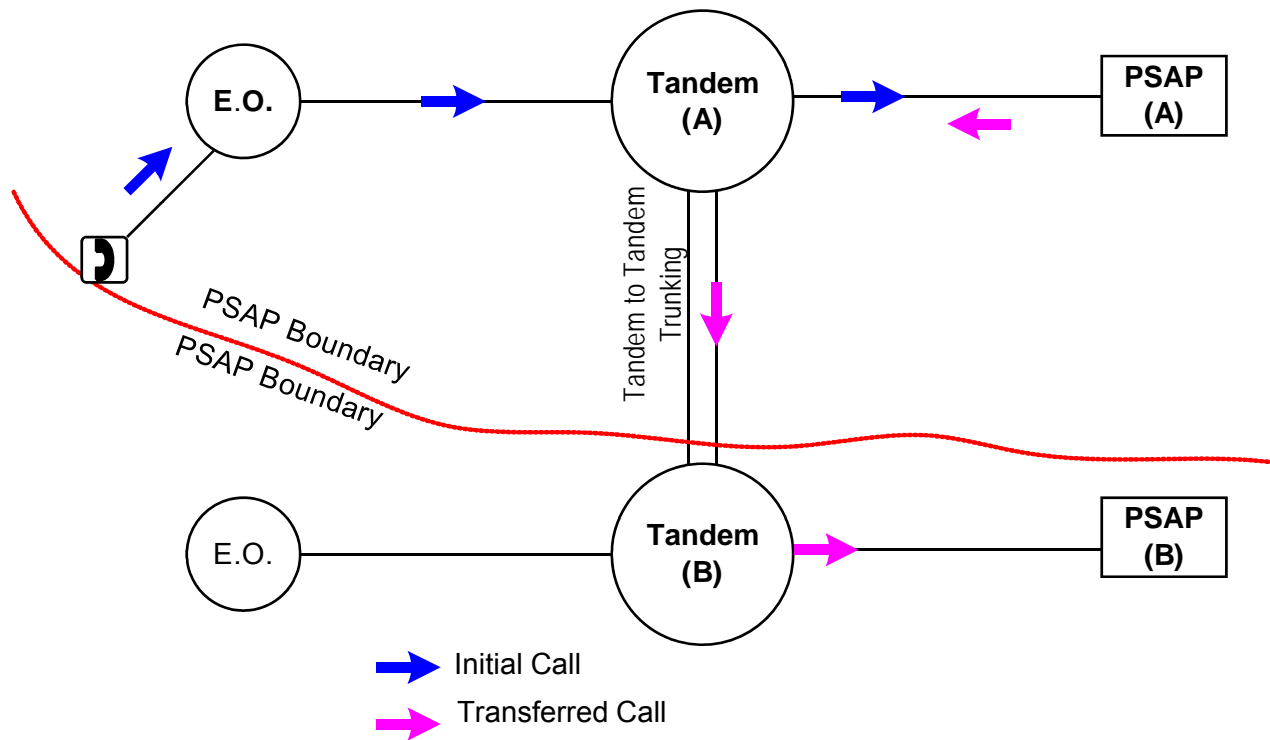 E.O.
Tandem
(A)
PSAP
(A)
Tandem to Tandem
Trunking
PSAP Boundary
PSAP Boundary
E.O.
Tandem
(B)
PSAP
(B)
Initial Call
Transferred Call